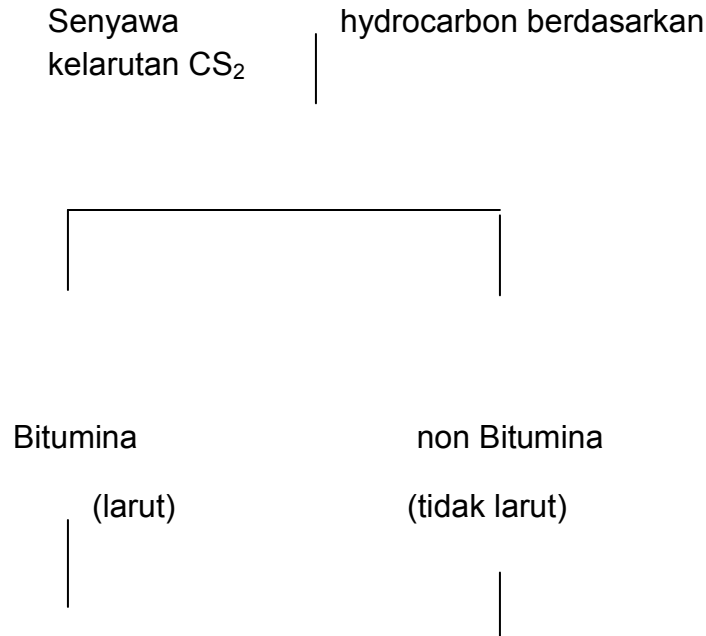 Senyawa hydrocarbon berdasarkan
kelarutan CS₂
Bitumina non Bitumina
(larut) (tidak larut)